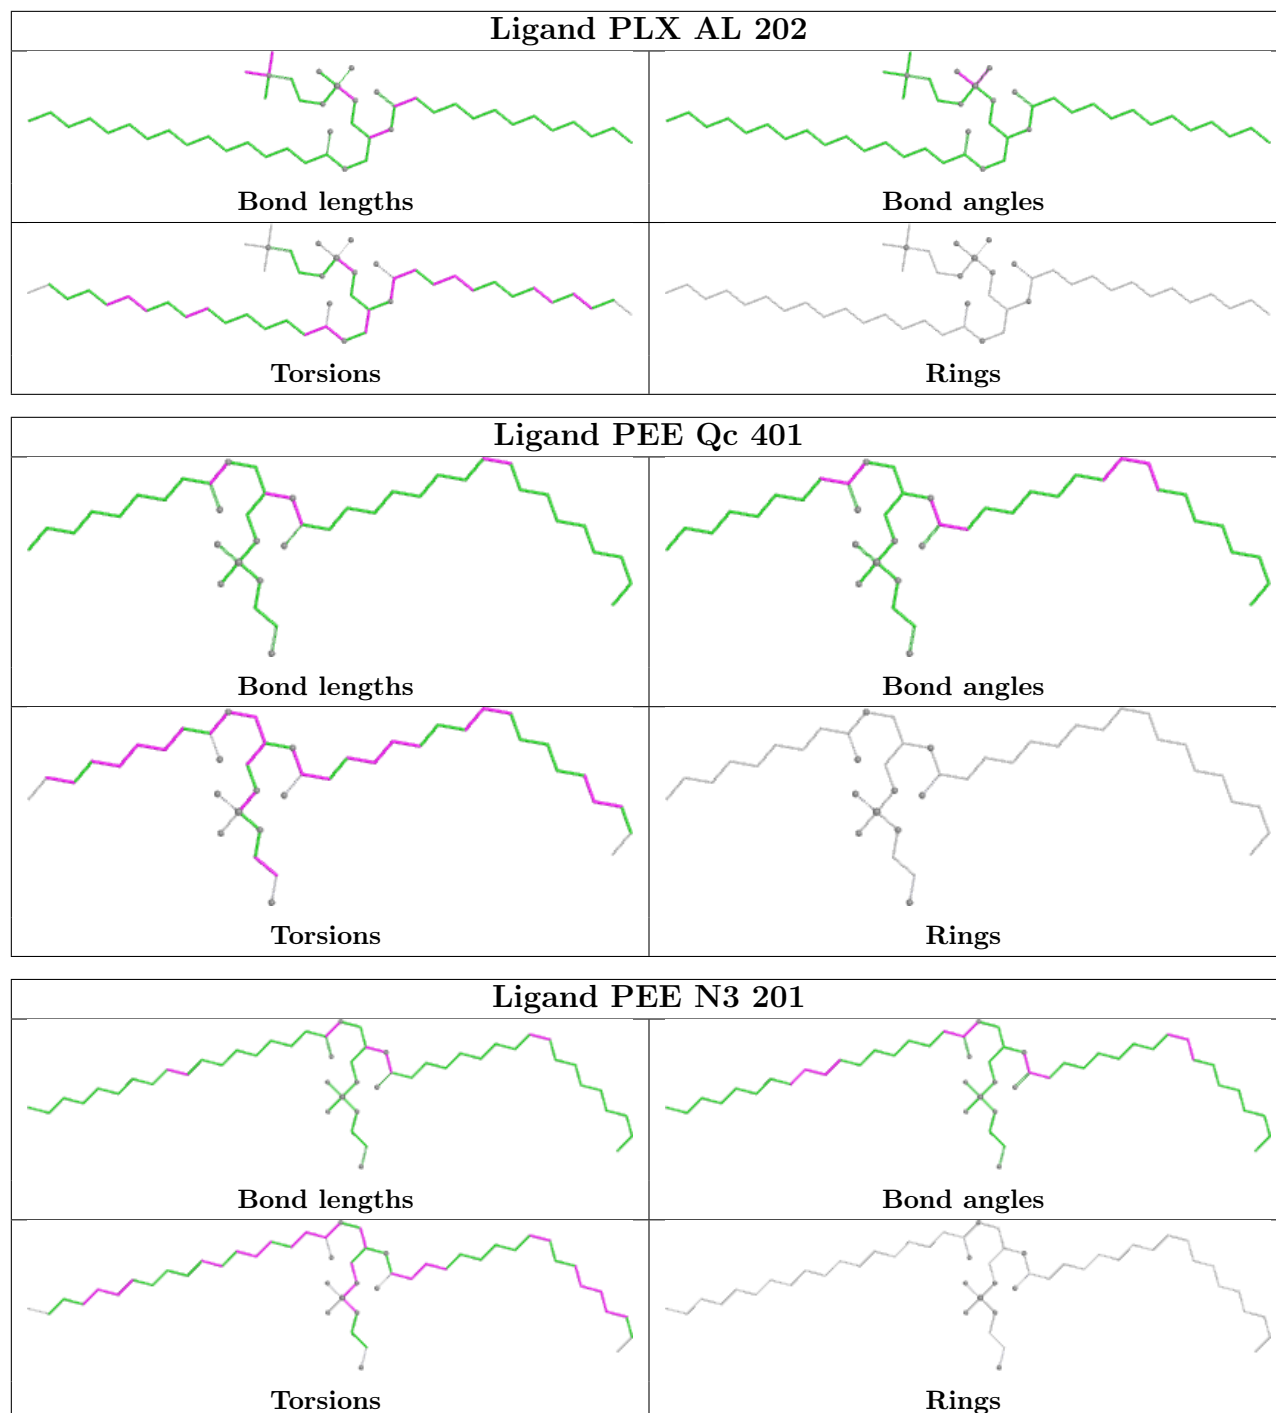 Ligand PLX AL 202
Bond lengths
Bond angles
Torsions
Rings
Ligand PEE Qc 401
Bond lengths
Bond angles
Torsions
Rings
Ligand PEE N3 201
Bond lengths
Bond angles
Torsions
Rings